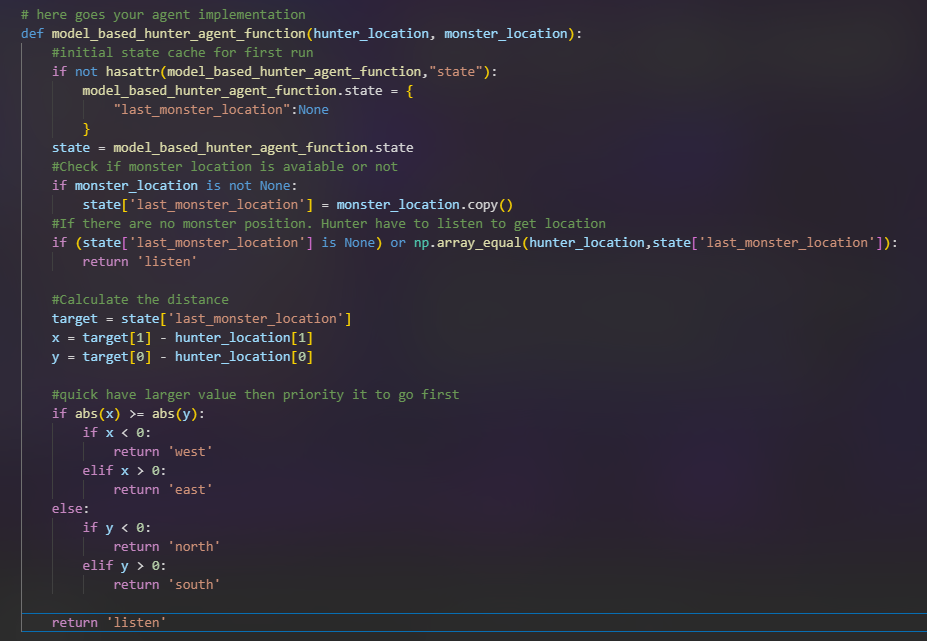 # here goes your agent implementation
def model_based_hunter_agent_function(hunter_location, monster_location):
    #initial state cache for first run
    if not hasattr(model_based_hunter_agent_function,"state"):
        model_based_hunter_agent_function.state = {
            "last_monster_location":None
        }
    state = model_based_hunter_agent_function.state
    #Check if monster location is avaiable or not
    if monster_location is not None:
        state['last_monster_location'] = monster_location.copy()
    #If there are no monster position. Hunter have to listen to get location
    if (state['last_monster_location'] is None) or np.array_equal(hunter_location,state['last_monster_location']):
        return 'listen'

    #Calculate the distance
    target = state['last_monster_location']
    x = target[1] - hunter_location[1]
    y = target[0] - hunter_location[0]

    #quick have larger value then priority it to go first
    if abs(x) >= abs(y):
        if x < 0:
            return 'west'
        elif x > 0:
            return 'east'
    else:
        if y < 0:
            return 'north'
        elif y > 0:
            return 'south'

    return 'listen'